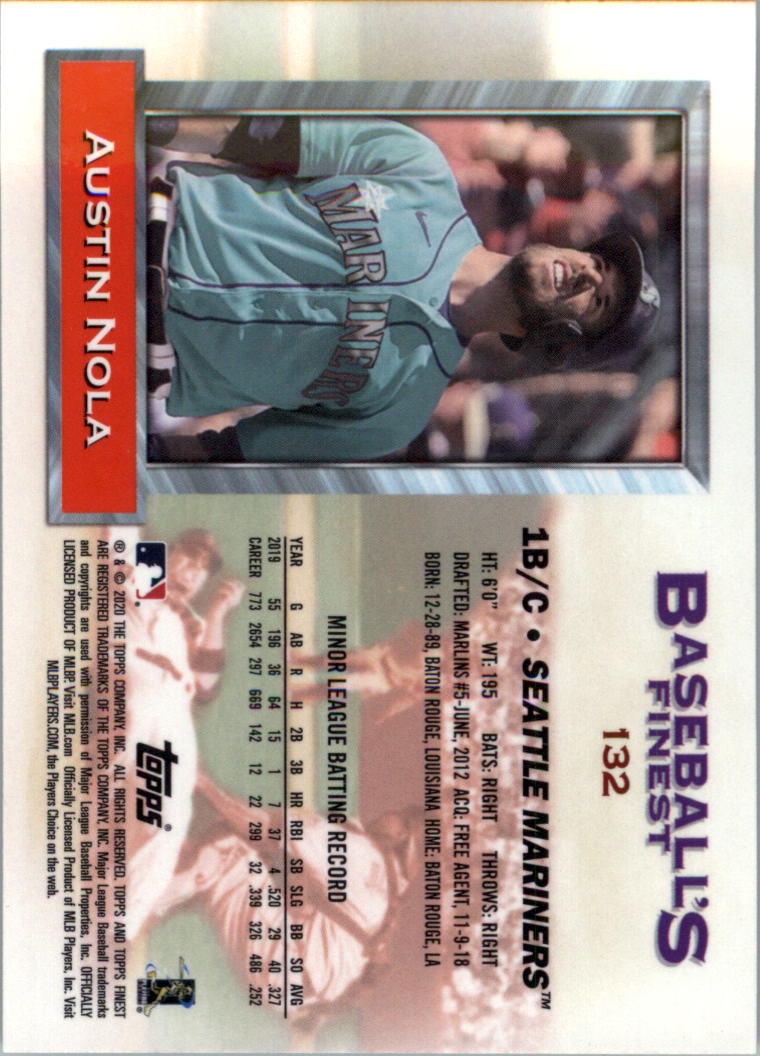 BASEBALL'S
FINEST
132
MARINERS
AUSTIN NOLA
1B/C • SEATTLE MARINERS™
HT: 6'0" WT: 195 BATS: RIGHT THROWS: RIGHT
DRAFTED: MARLINS #5-JUNE, 2012 ACQ: FREE AGENT, 11-9-18
BORN: 12-28-89, BATON ROUGE, LOUISIANA HOME: BATON ROUGE, LA
MINOR LEAGUE BATTING RECORD
YEAR G AB R H 2B 3B HR RBI SB SLG BB SO AVG
2019 55 196 36 64 15 1 7 37 4 .520 29 40 .327
CAREER 773 2654 297 669 142 12 22 299 32 .339 326 486 .252
topps®
® & © 2020 THE TOPPS COMPANY, INC. ALL RIGHTS RESERVED. TOPPS AND TOPPS FINEST
ARE REGISTERED TRADEMARKS OF THE TOPPS COMPANY, INC. Major League Baseball trademarks
and copyrights are used with permission of Major League Baseball Properties, Inc. OFFICIALLY
LICENSED PRODUCT OF MLBP. Visit MLB.com Officially Licensed Product of MLB Players, Inc. Visit
MLBPLAYERS.COM, the Players Choice on the web.